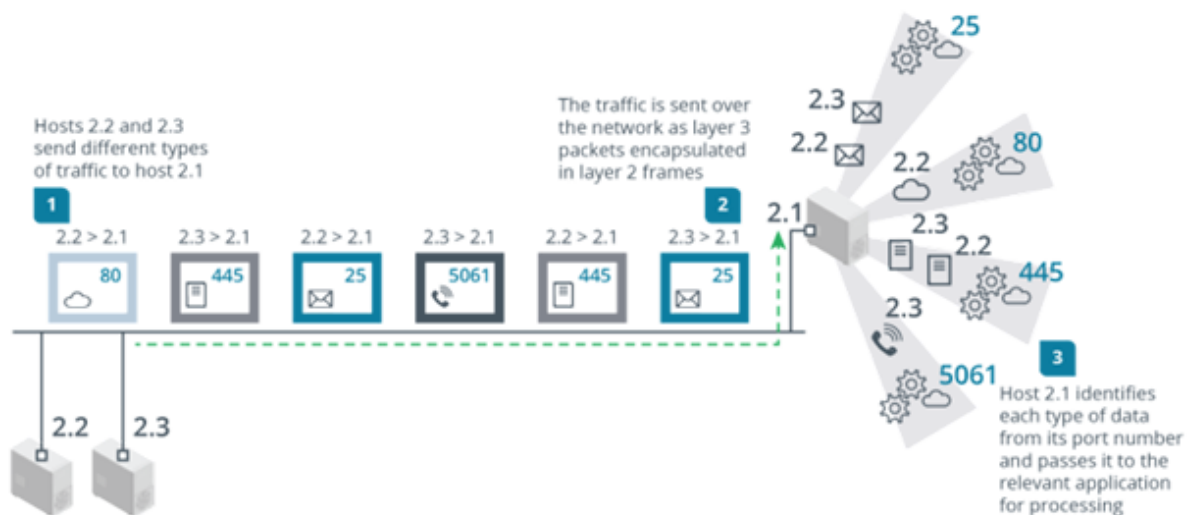 Hosts 2.2 and 2.3
send different types
of traffic to host 2.1
1
The traffic is sent over
the network as layer 3
packets encapsulated
in layer 2 frames
2
2.2 > 2.1
2.3 > 2.1
2.2 > 2.1
2.3 > 2.1
2.2 > 2.1
2.3 > 2.1
80
445
25
5061
445
25
2.2
2.3
2.1
25
2.3
2.2
80
2.2
2.3
2.2
445
2.3
5061
3
Host 2.1 identifies
each type of data
from its port number
and passes it to the
relevant application
for processing